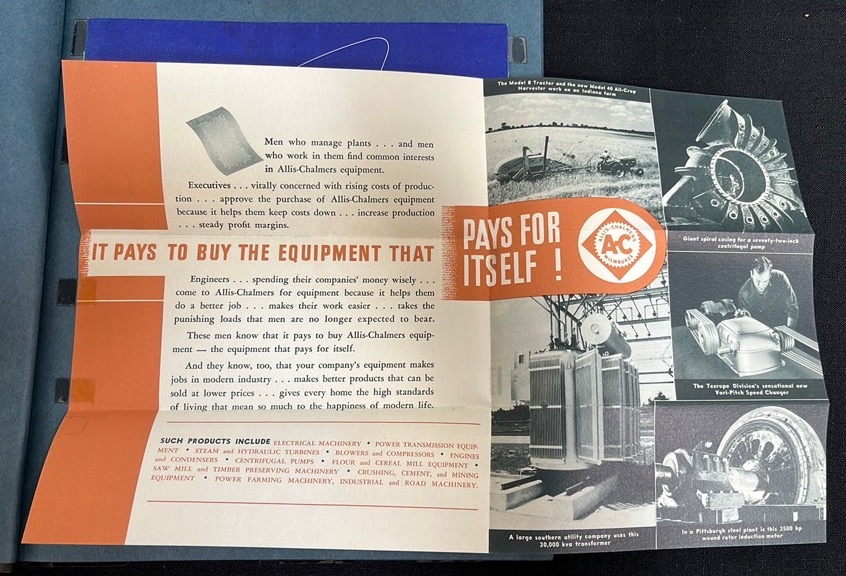 Men who manage plants . . . and men
who work in them find common interests
in Allis-Chalmers equipment.
Executives . . . vitally concerned with rising costs of produc-
tion . . . approve the purchase of Allis-Chalmers equipment
because it helps them keep costs down . . . increase production
. . . steady profit margins.
IT PAYS TO BUY THE EQUIPMENT THAT
PAYS FOR
ITSELF !
Engineers . . . spending their companies' money wisely . . .
come to Allis-Chalmers for equipment because it helps them
do a better job . . . makes their work easier . . . takes the
punishing loads that men are no longer expected to bear.
These men know that it pays to buy Allis-Chalmers equip-
ment — the equipment that pays for itself.
And they know, too, that your company's equipment makes
jobs in modern industry . . . makes better products that can be
sold at lower prices . . . gives every home the high standards
of living that mean so much to the happiness of modern life.
SUCH PRODUCTS INCLUDE ELECTRICAL MACHINERY • POWER TRANSMISSION EQUIP-
MENT • STEAM and HYDRAULIC TURBINES • BLOWERS and COMPRESSORS • ENGINES
and CONDENSERS • CENTRIFUGAL PUMPS • FLOUR and CEREAL MILL EQUIPMENT •
SAW MILL and TIMBER PRESERVING MACHINERY • CRUSHING, CEMENT, and MINING
EQUIPMENT • POWER FARMING MACHINERY, INDUSTRIAL and ROAD MACHINERY.
The Model B Tractor and the new Model 40 All-Crop
Harvester work on an Indiana farm
Giant spiral casing for a seventy-two-inch
centrifugal pump
ALLIS-CHALMERS
A-C
MILWAUKEE
The Texrope Division's sensational new
Vari-Pitch Speed Changer
A large southern utility company uses this
30,000 kva transformer
In a Pittsburgh steel plant is this 3500 hp
wound rotor induction motor